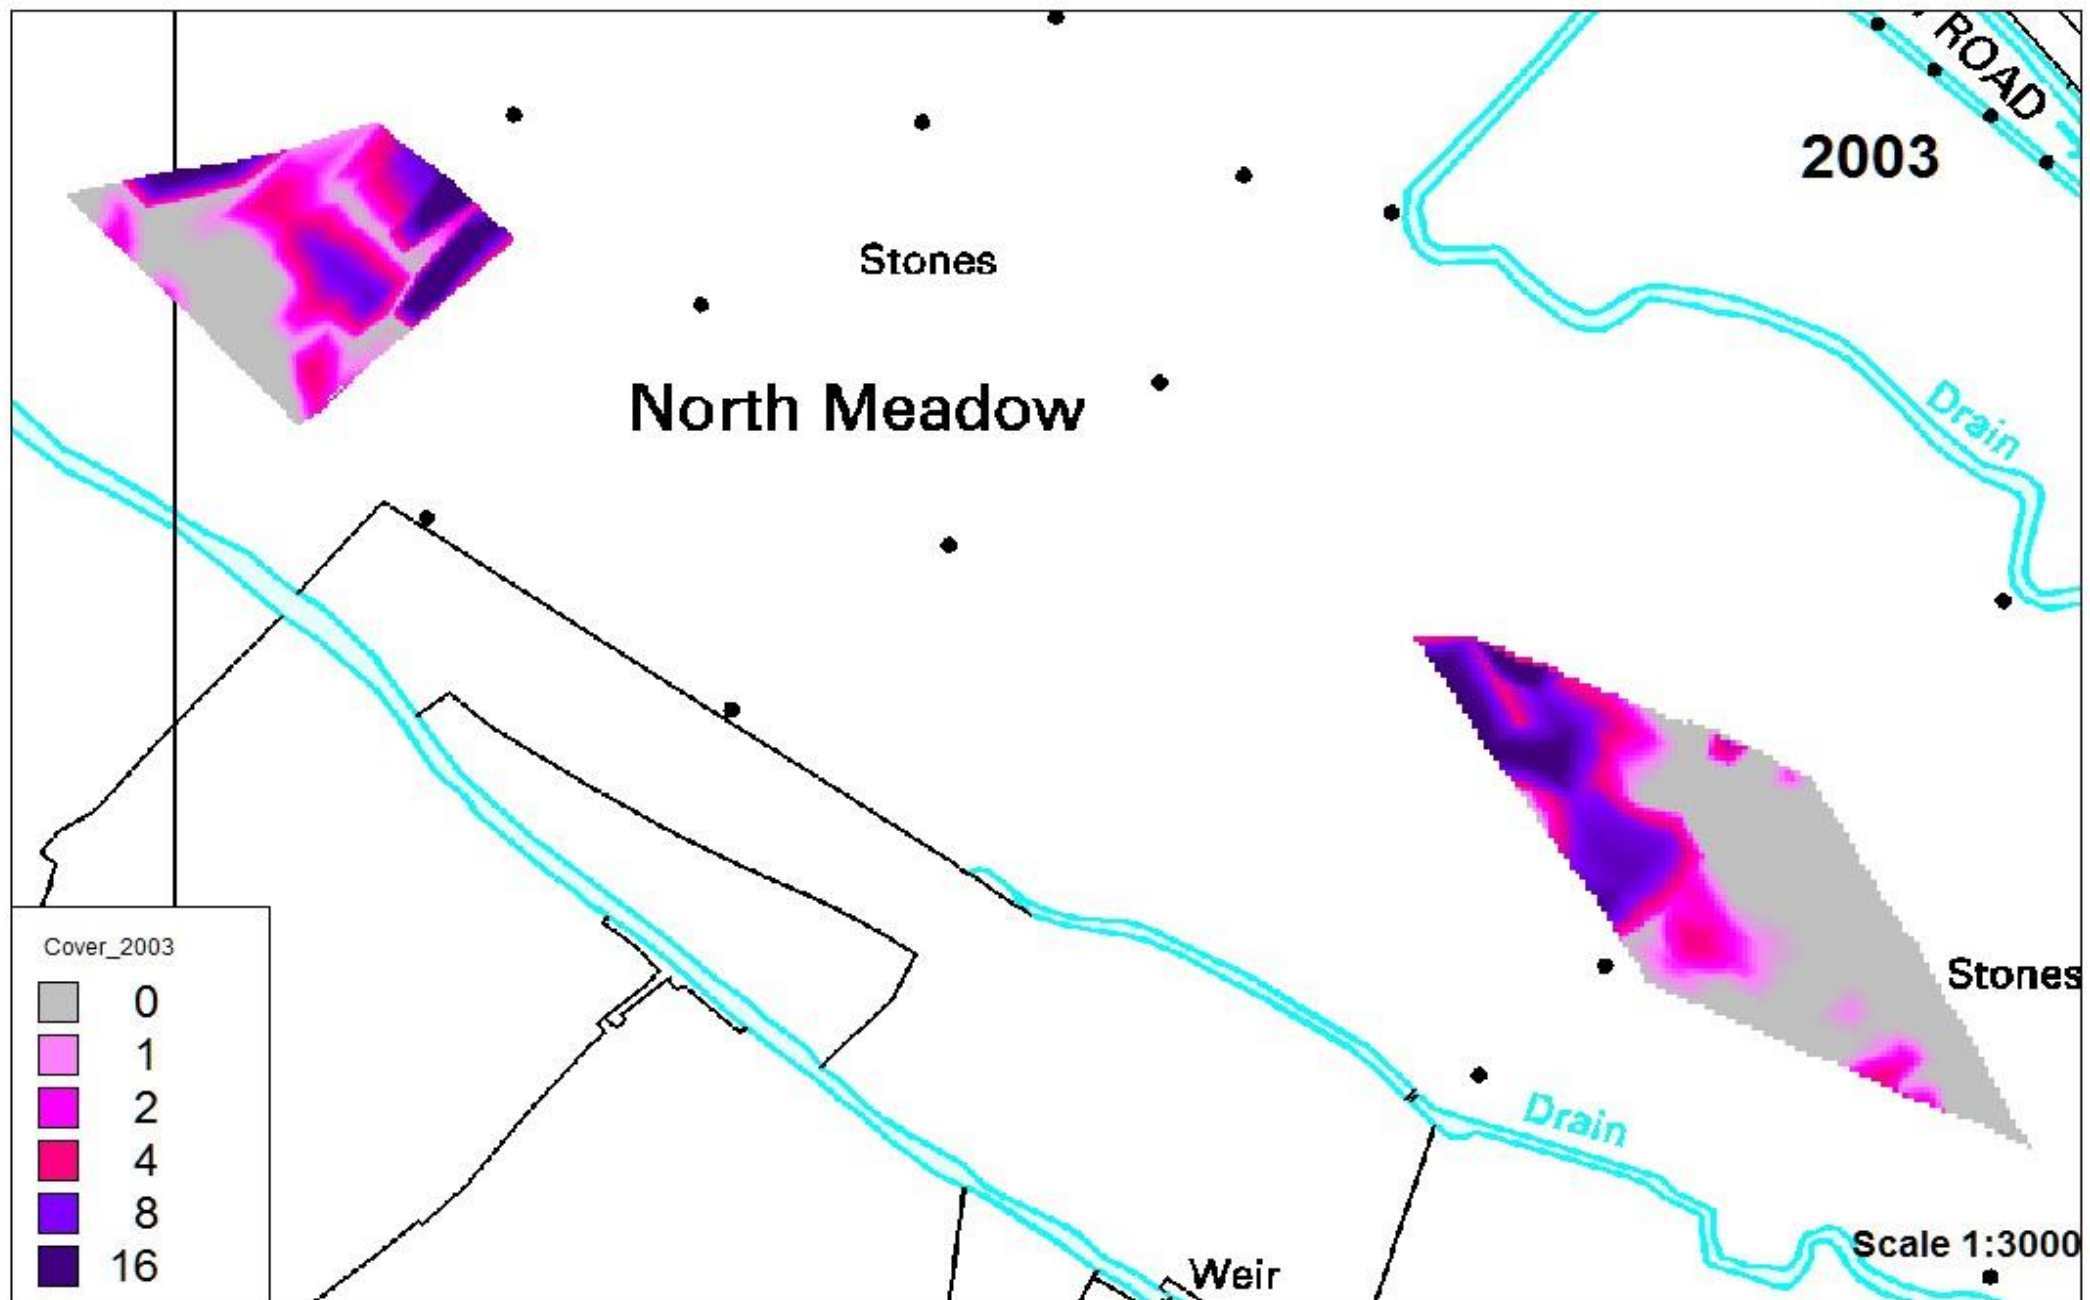 ROAD
2003
Stones
North Meadow
Drain
Stones
Cover_2003
0
1
2
4
8
16
Drain
Scale 1:3000
Weir